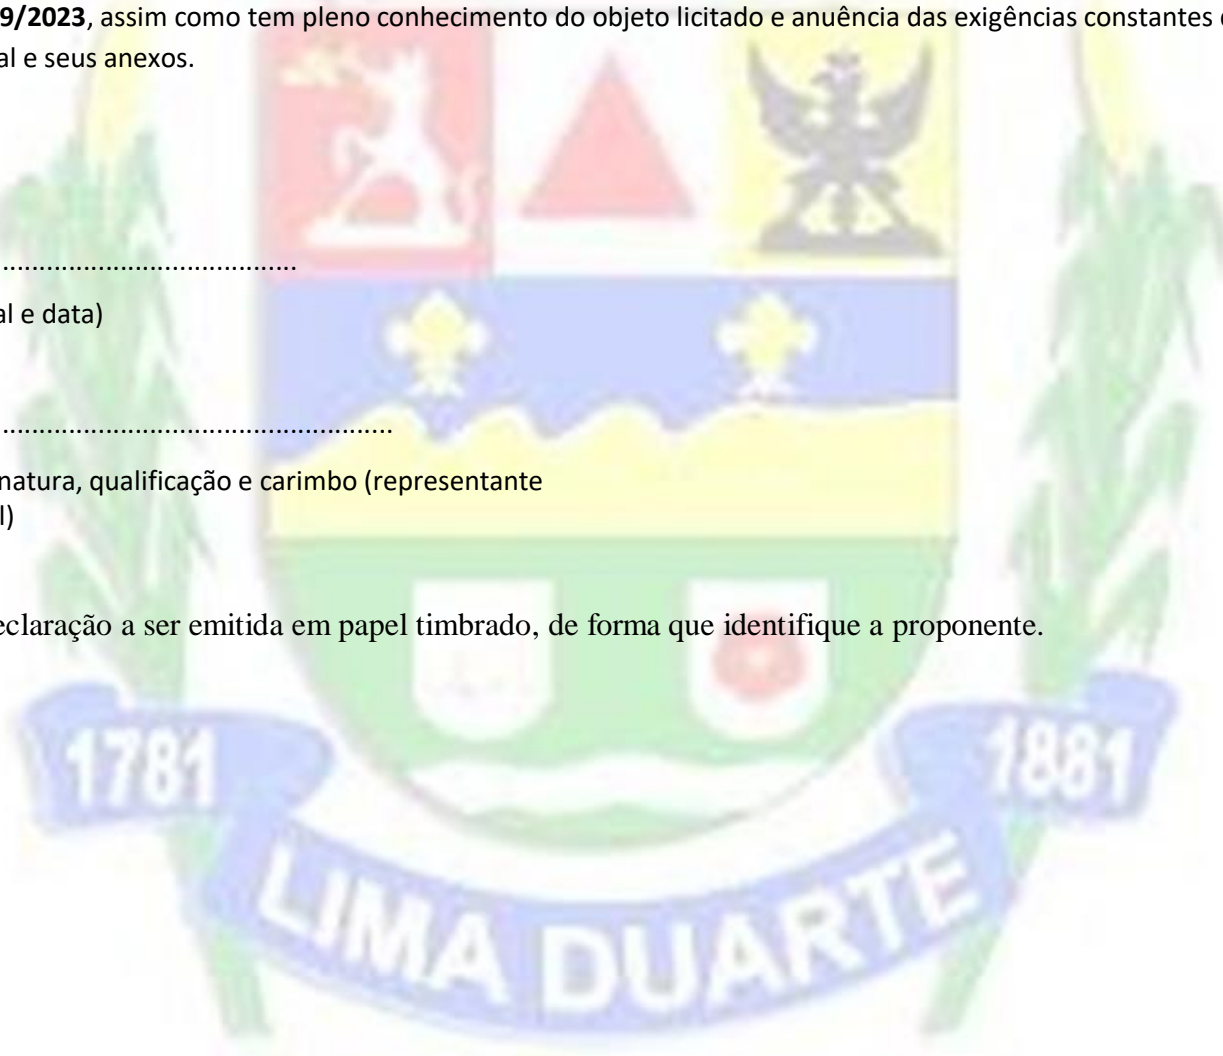 9/2023, assim como tem pleno conhecimento do objeto licitado e anuência das exigências constantes
al e seus anexos.
.......................................
al e data)
....................................................
natura, qualificação e carimbo (representante
l)
eclaração a ser emitida em papel timbrado, de forma que identifique a proponente.
1781
1881
LIMA DUARTE